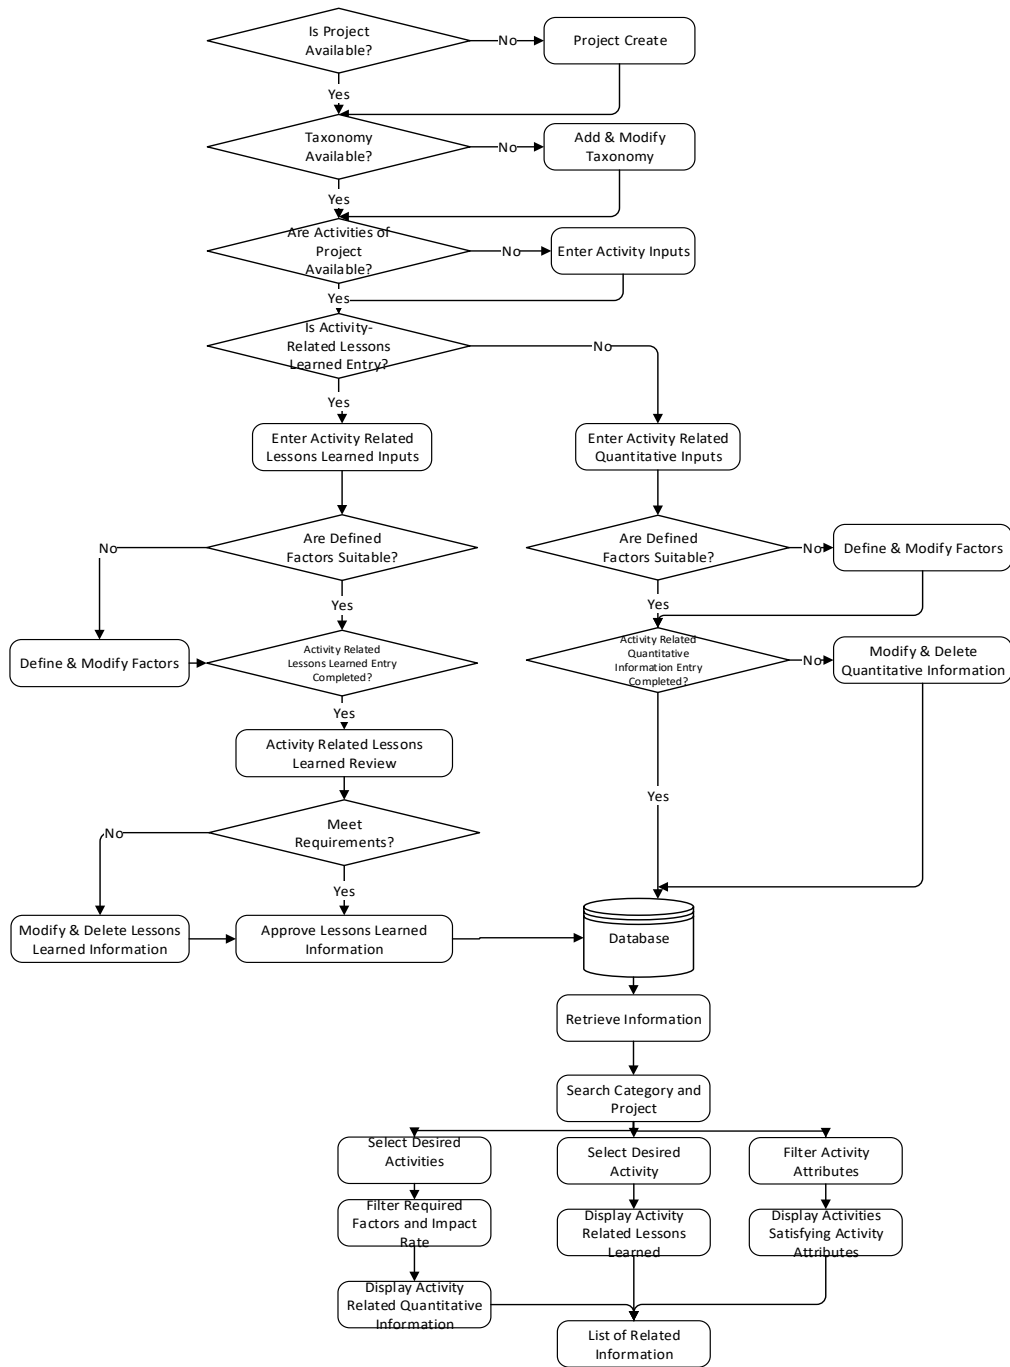 Is Project
Available?
No
Project Create
Yes
Taxonomy
Available?
No
Add & Modify
Taxonomy
Yes
Are Activities of
Project
Available?
No
Enter Activity Inputs
Yes
Is Activity-
Related Lessons
Learned Entry?
No
Yes
Enter Activity Related
Lessons Learned Inputs
Enter Activity Related
Quantitative Inputs
No
Are Defined
Factors Suitable?
Are Defined
Factors Suitable?
No
Define & Modify Factors
Yes
Yes
Define & Modify Factors
Activity Related
Lessons Learned Entry
Completed?
Activity Related
Quantitative
Information Entry
Completed?
No
Modify & Delete
Quantitative Information
Yes
Activity Related Lessons
Learned Review
Yes
No
Meet
Requirements?
Yes
Modify & Delete Lessons
Learned Information
Approve Lessons Learned
Information
Database
Retrieve Information
Search Category and
Project
Select Desired
Activities
Select Desired
Activity
Filter Activity
Attributes
Filter Required
Factors and Impact
Rate
Display Activity
Related Lessons
Learned
Display Activities
Satisfying Activity
Attributes
Display Activity
Related Quantitative
Information
List of Related
Information